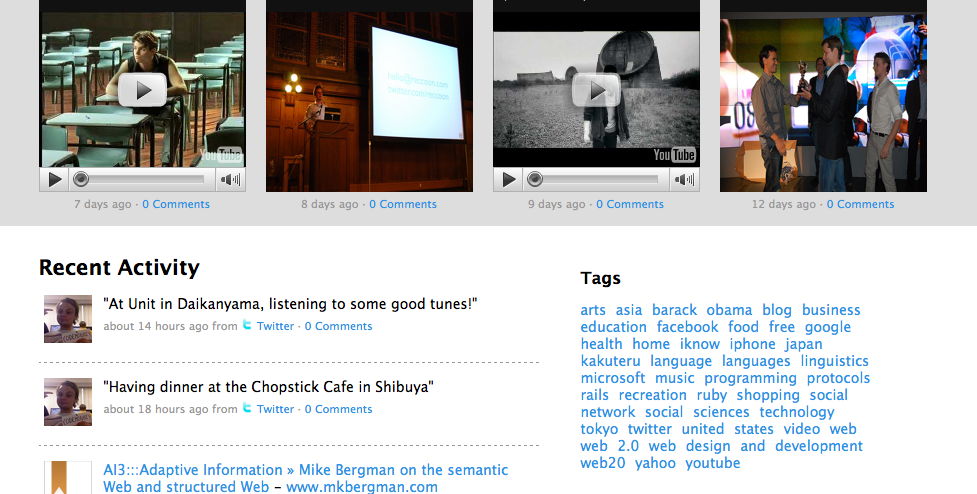 hello@raccoon.com
twitter.com/raccoon
YouTube
YouTube
7 days ago · 0 Comments
8 days ago · 0 Comments
9 days ago · 0 Comments
12 days ago · 0 Comments
Recent Activity
"At Unit in Daikanyama, listening to some good tunes!"
about 14 hours ago from Twitter · 0 Comments
"Having dinner at the Chopstick Cafe in Shibuya"
about 18 hours ago from Twitter · 0 Comments
AI3:::Adaptive Information » Mike Bergman on the semantic
Web and structured Web – www.mkbergman.com
Tags
arts asia barack obama blog business
education facebook food free google
health home iknow iphone japan
kakuteru language languages linguistics
microsoft music programming protocols
rails recreation ruby shopping social
network social sciences technology
tokyo twitter united states video web
web 2.0 web design and development
web20 yahoo youtube